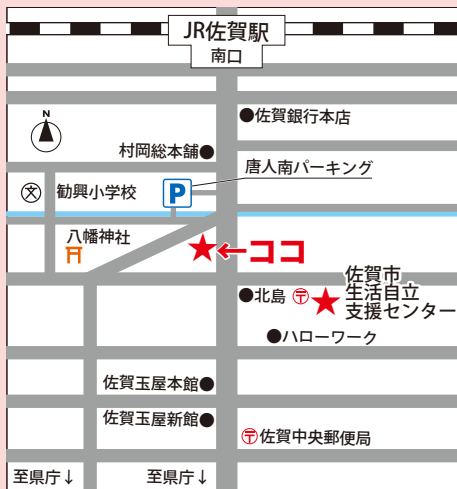 JR佐賀駅
南口
N
佐賀銀行本店
村岡総本舗
唐人南パーキング
文
勧興小学校
P
八幡神社
←ココ
佐賀市
生活自立
支援センター
北島
〒
ハローワーク
佐賀玉屋本館
佐賀玉屋新館
〒佐賀中央郵便局
至県庁↓
至県庁↓